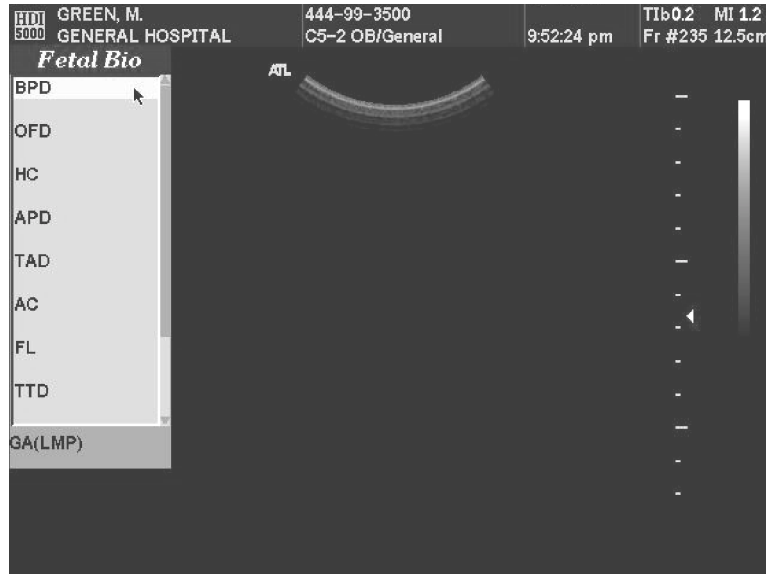 HDI 5000
GREEN, M.
GENERAL HOSPITAL
444-99-3500
C5-2 OB/General
9:52:24 pm
TIb0.2 MI 1.2
Fr #235 12.5cm
Fetal Bio
ATL
BPD
OFD
HC
APD
TAD
AC
FL
TTD
GA(LMP)